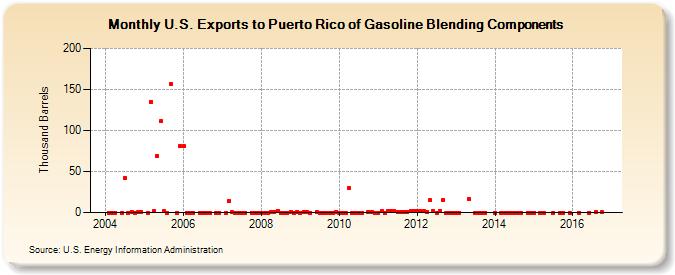 Monthly U.S. Exports to Puerto Rico of Gasoline Blending Components
Thousand Barrels
200
150
100
50
0
2004 2006 2008 2010 2012 2014 2016
Source: U.S. Energy Information Administration